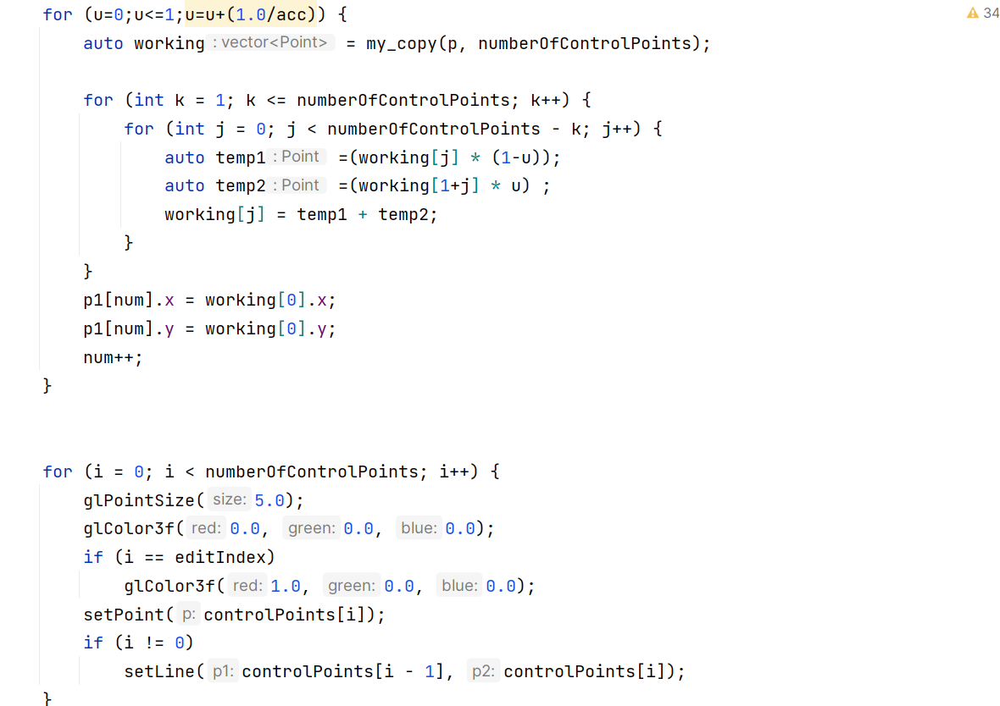 for (u=0;u<=1;u=u+(1.0/acc)) { 34
auto working : vector<Point> = my_copy(p, numberOfControlPoints);
for (int k = 1; k <= numberOfControlPoints; k++) {
for (int j = 0; j < numberOfControlPoints - k; j++) {
auto temp1 : Point =(working[j] * (1-u));
auto temp2 : Point =(working[1+j] * u) ;
working[j] = temp1 + temp2;
}
}
p1[num].x = working[0].x;
p1[num].y = working[0].y;
num++;
}
for (i = 0; i < numberOfControlPoints; i++) {
glPointSize( size: 5.0);
glColor3f( red: 0.0, green: 0.0, blue: 0.0);
if (i == editIndex)
glColor3f( red: 1.0, green: 0.0, blue: 0.0);
setPoint( p: controlPoints[i]);
if (i != 0)
setLine( p1: controlPoints[i - 1], p2: controlPoints[i]);
}